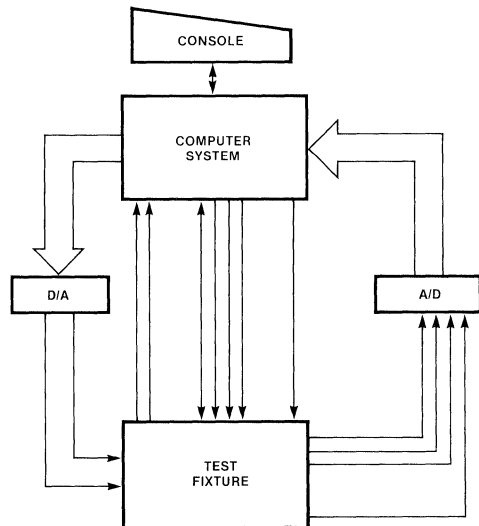 CONSOLE
COMPUTER
SYSTEM
D/A
A/D
TEST
FIXTURE